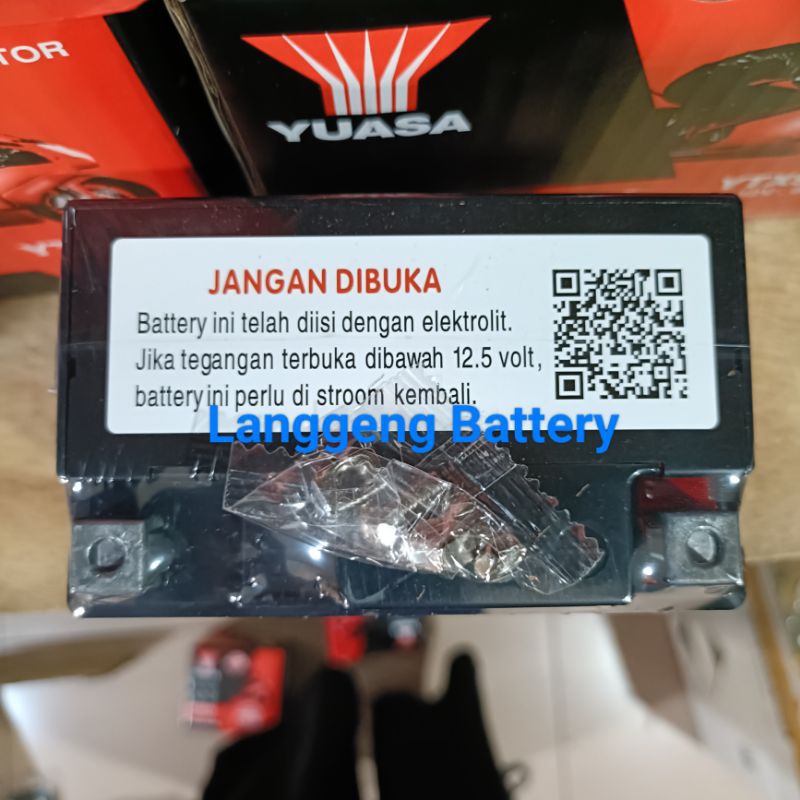 TOR
YUASA
JANGAN DIBUKA
Battery ini telah diisi dengan elektrolit.
Jika tegangan terbuka dibawah 12.5 volt,
battery ini perlu di stroom kembali.
Langgeng Battery